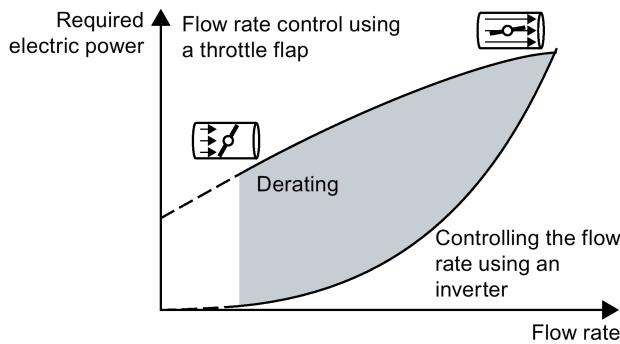 Required
electric power
Flow rate control using
a throttle flap
Derating
Controlling the flow
rate using an
inverter
Flow rate